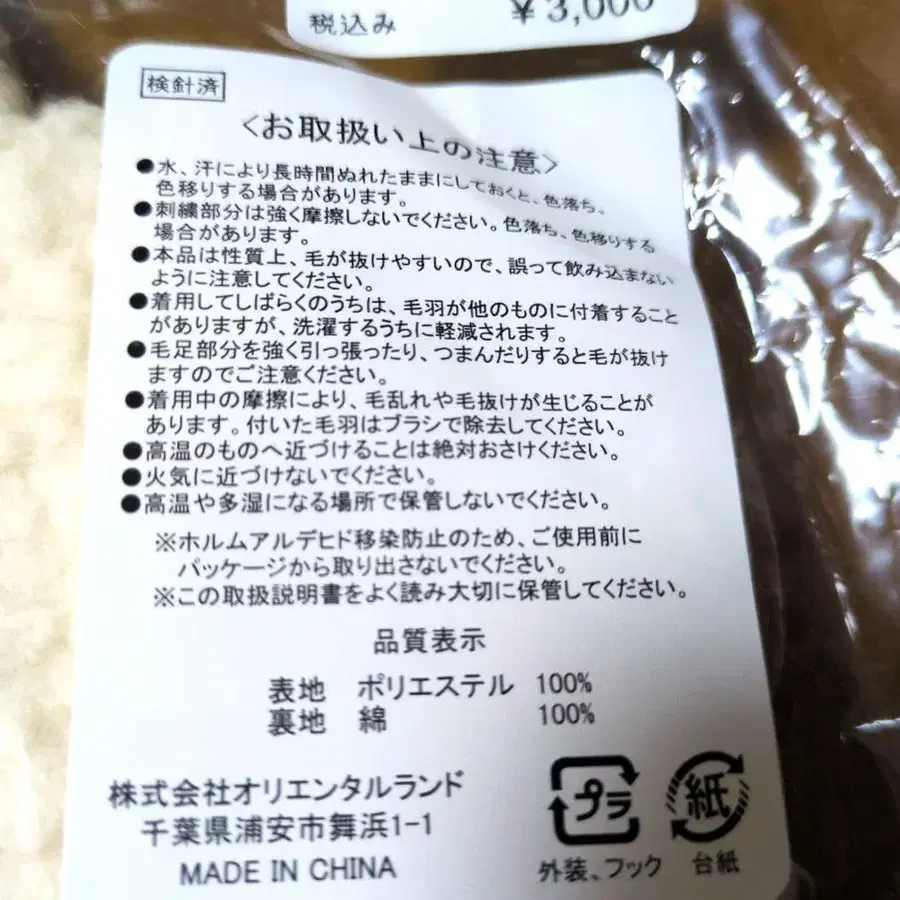 税込み ¥3,000
検針済
<お取扱い上の注意>
●水、汗により長時間ぬれたままにしておくと、色落ち、
色移りする場合があります。
●刺繍部分は強く摩擦しないでください。色落ち、色移りする
場合があります。
●本品は性質上、毛が抜けやすいので、誤って飲み込まない
ように注意してください。
●着用してしばらくのうちは、毛羽が他のものに付着すること
がありますが、洗濯するうちに軽減されます。
●毛足部分を強く引っ張ったり、つまんだりすると毛が抜け
ますのでご注意ください。
●着用中の摩擦により、毛乱れや毛抜けが生じることが
あります。付いた毛羽はブラシで除去してください。
●高温のものへ近づけることは絶対おさけください。
●火気に近づけないでください。
●高温や多湿になる場所で保管しないでください。
※ホルムアルデヒド移染防止のため、ご使用前に
パッケージから取り出さないでください。
※この取扱説明書をよく読み大切に保管してください。
品質表示
表地 ポリエステル 100%
裏地 綿 100%
株式会社オリエンタルランド
千葉県浦安市舞浜1-1
MADE IN CHINA
プラ
外装、フック
紙
台紙